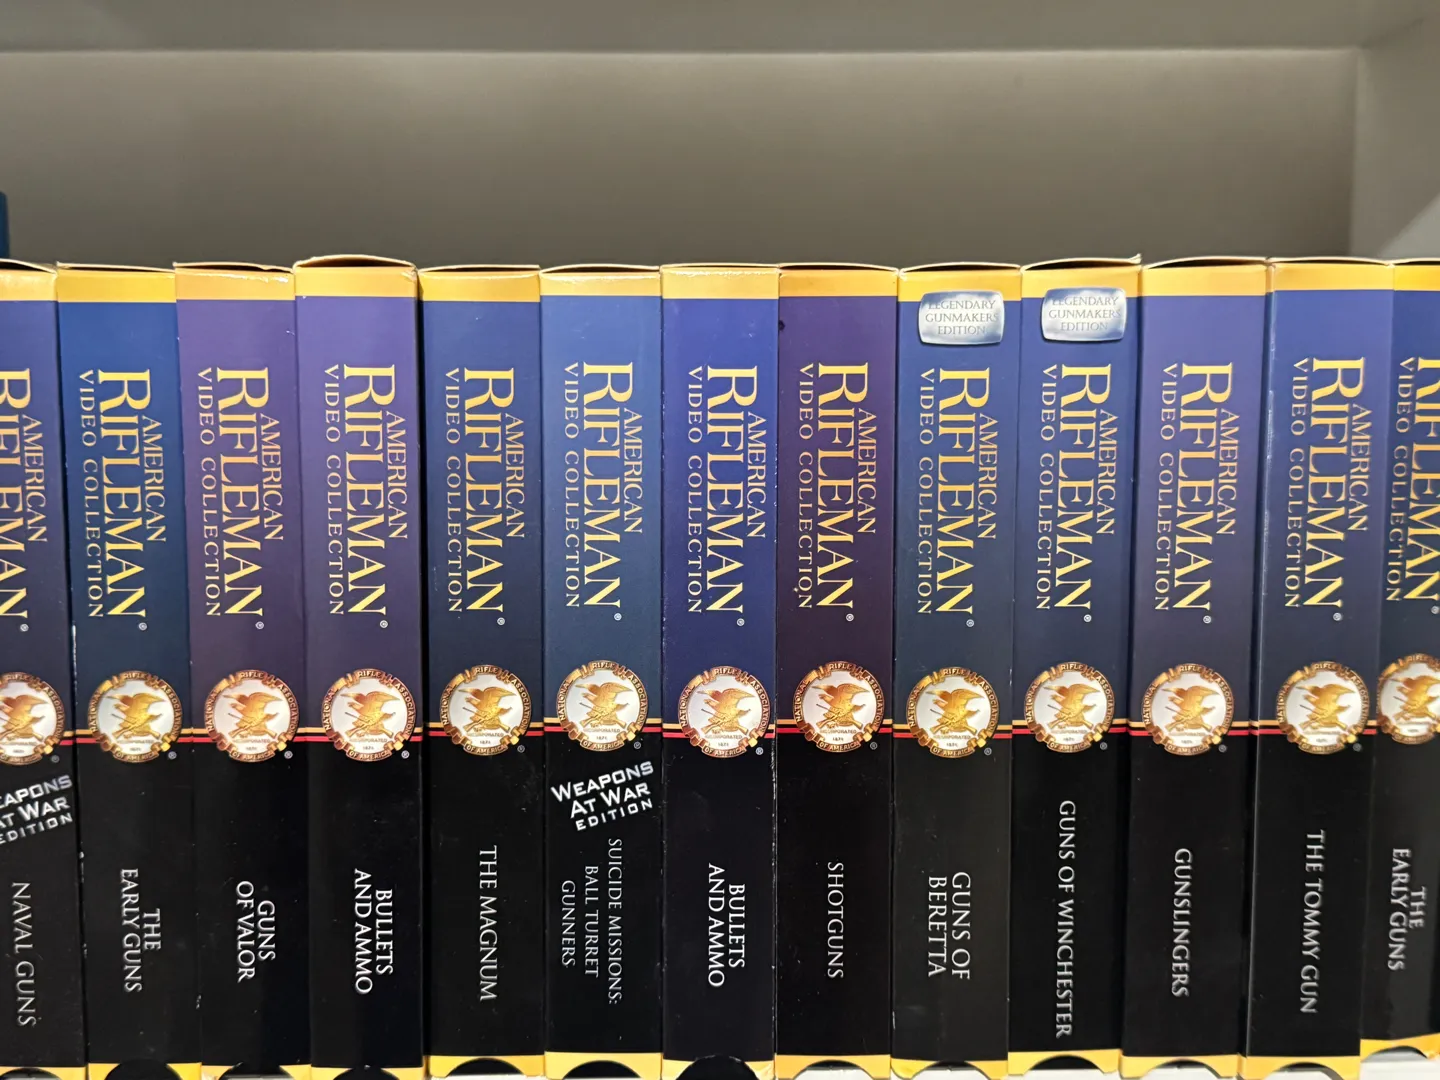 AMERICAN
RIFLEMAN
WEAPONS
AT WAR
EDITION
NAVAL GUNS
AMERICAN
RIFLEMAN®
VIDEO COLLECTION
THE
EARLY GUNS
AMERICAN
RIFLEMAN®
VIDEO COLLECTION
GUNS
OF VALOR
AMERICAN
RIFLEMAN®
VIDEO COLLECTION
BULLETS
AND AMMO
AMERICAN
RIFLEMAN®
VIDEO COLLECTION
THE MAGNUM
AMERICAN
RIFLEMAN®
VIDEO COLLECTION
WEAPONS
AT WAR
EDITION
SUICIDE MISSIONS:
BALL TURRET
GUNNERS
AMERICAN
RIFLEMAN®
VIDEO COLLECTION
BULLETS
AND AMMO
AMERICAN
RIFLEMAN®
VIDEO COLLECTION
SHOTGUNS
LEGENDARY
GUNMAKERS
EDITION
AMERICAN
RIFLEMAN®
VIDEO COLLECTION
GUNS OF
BERETTA
LEGENDARY
GUNMAKERS
EDITION
AMERICAN
RIFLEMAN®
VIDEO COLLECTION
GUNS OF WINCHESTER
AMERICAN
RIFLEMAN®
VIDEO COLLECTION
GUNSLINGERS
AMERICAN
RIFLEMAN®
VIDEO COLLECTION
THE TOMMY GUN
RIFLEMAN
VIDEO COLLECTION
THE
EARLY GUNS